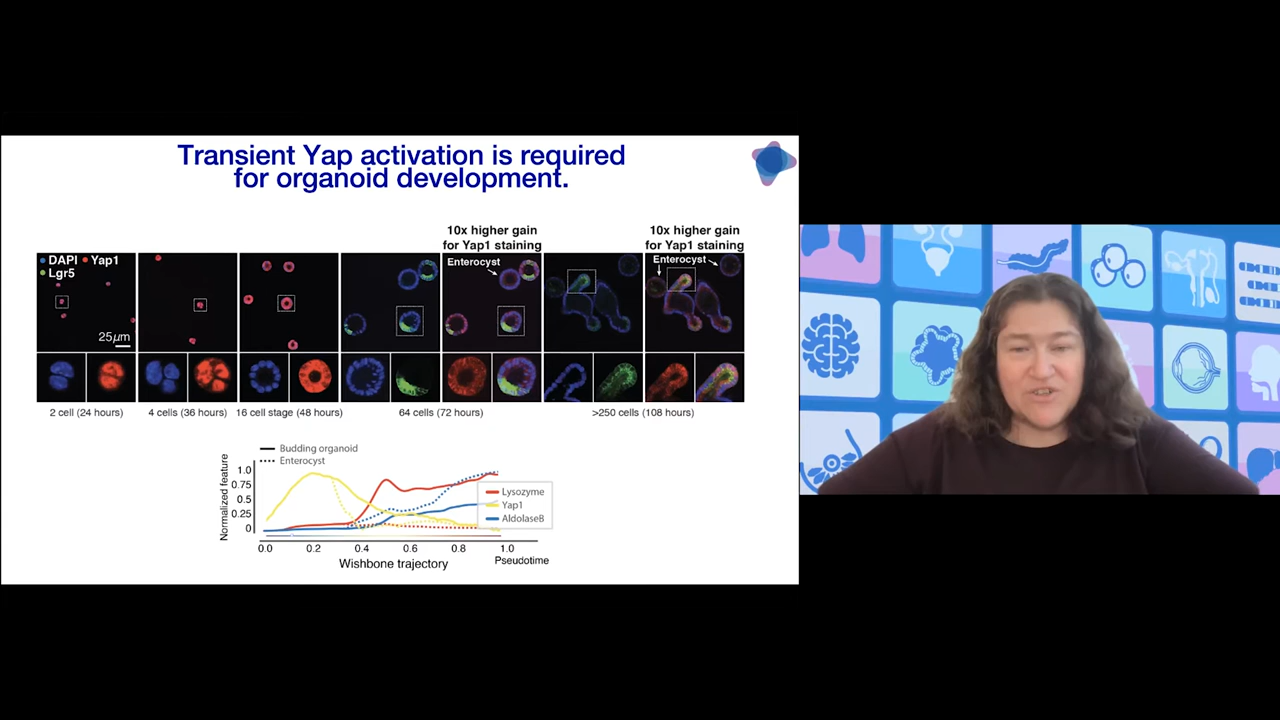 Transient Yap activation is required
for organoid development.
10x higher gain
for Yap1 staining
10x higher gain
for Yap1 staining
DAPI Yap1
Lgr5
Enterocyst
Enterocyst
25µm
2 cell (24 hours)
4 cells (36 hours)
16 cell stage (48 hours)
64 cells (72 hours)
>250 cells (108 hours)
Budding organoid
Enterocyst
Normalized feature
1.0
0.75
0.5
0.25
0
Lysozyme
Yap1
AldolaseB
0.0 0.2 0.4 0.6 0.8 1.0
Wishbone trajectory
Pseudotime